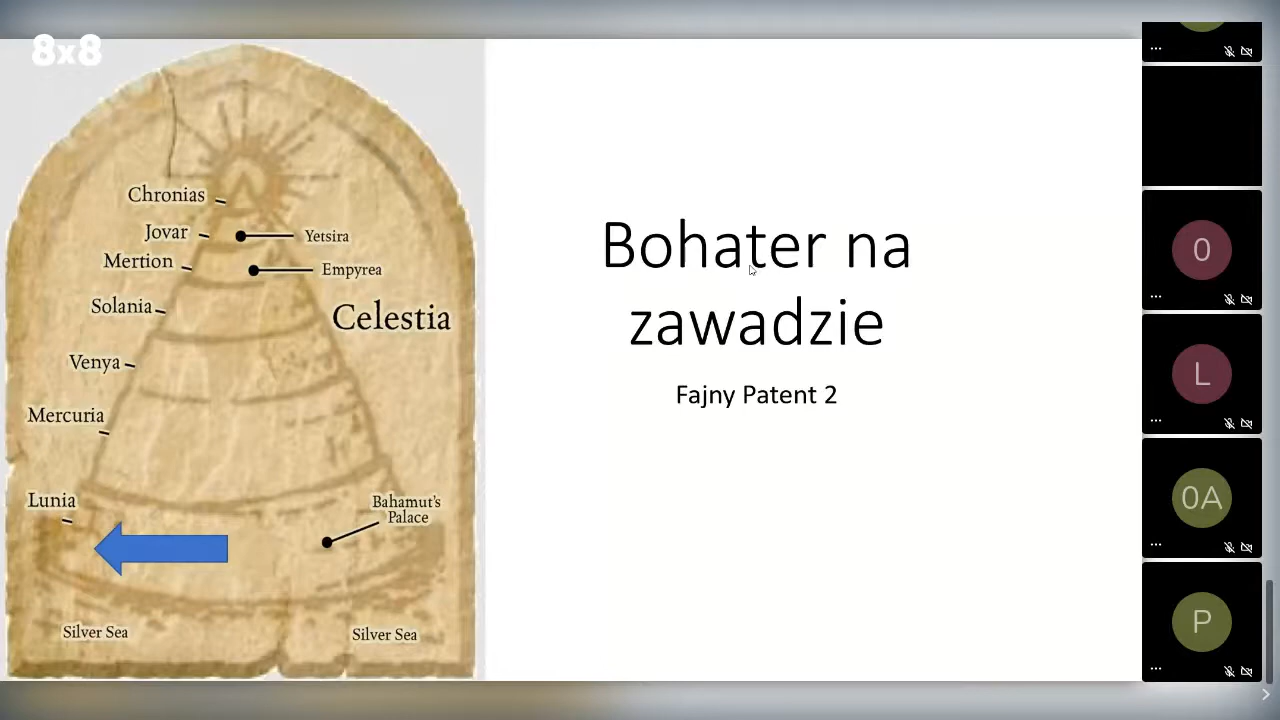 8x8
Chronias
Jovar
Yetsira
Mertion
Empyrea
Solania
Celestia
Venya
Mercuria
Lunia
Bahamut's
Palace
Silver Sea
Silver Sea
Bohater na
zawadzie
Fajny Patent 2
0
L
0A
P